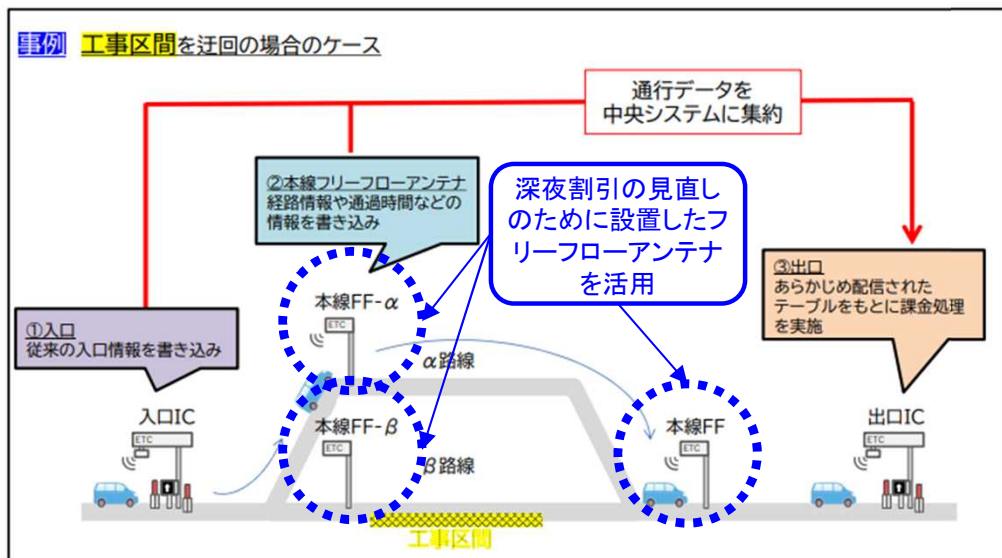 事例 工事区間を迂回の場合のケース
通行データを
中央システムに集約
②本線フリーフローアンテナ
経路情報や通過時間などの
情報を書き込み
深夜割引の見直し
のために設置したフ
リーフローアンテナ
を活用
③出口
あらかじめ配信された
テーブルをもとに課金処理
を実施
①入口
従来の入口情報を書き込み
本線FF-α
ETC
α路線
入口IC
ETC
本線FF-β
ETC
β路線
本線FF
ETC
出口IC
ETC
工事区間